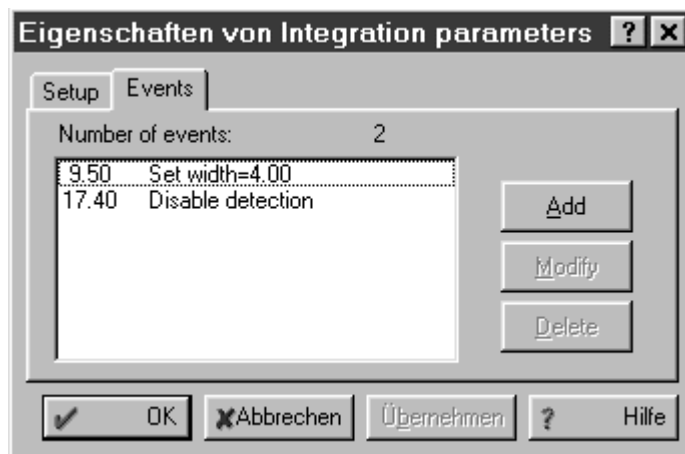 Eigenschaften von Integration parameters ?
Setup Events
Number of events: 2
9.50 Set width=4.00
17.40 Disable detection
Add
Modify
Delete
OK Abbrechen Übernehmen ? Hilfe